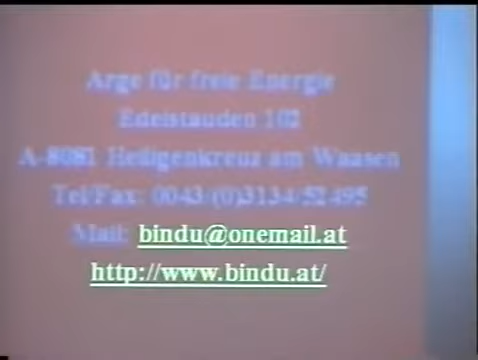 Arge für freie Energie
Edelstauden 102
A-8081 Heiligenkreuz am Waasen
Tel/Fax: 0043/(0)3134/52495
Mail: bindu@onemail.at
http://www.bindu.at/